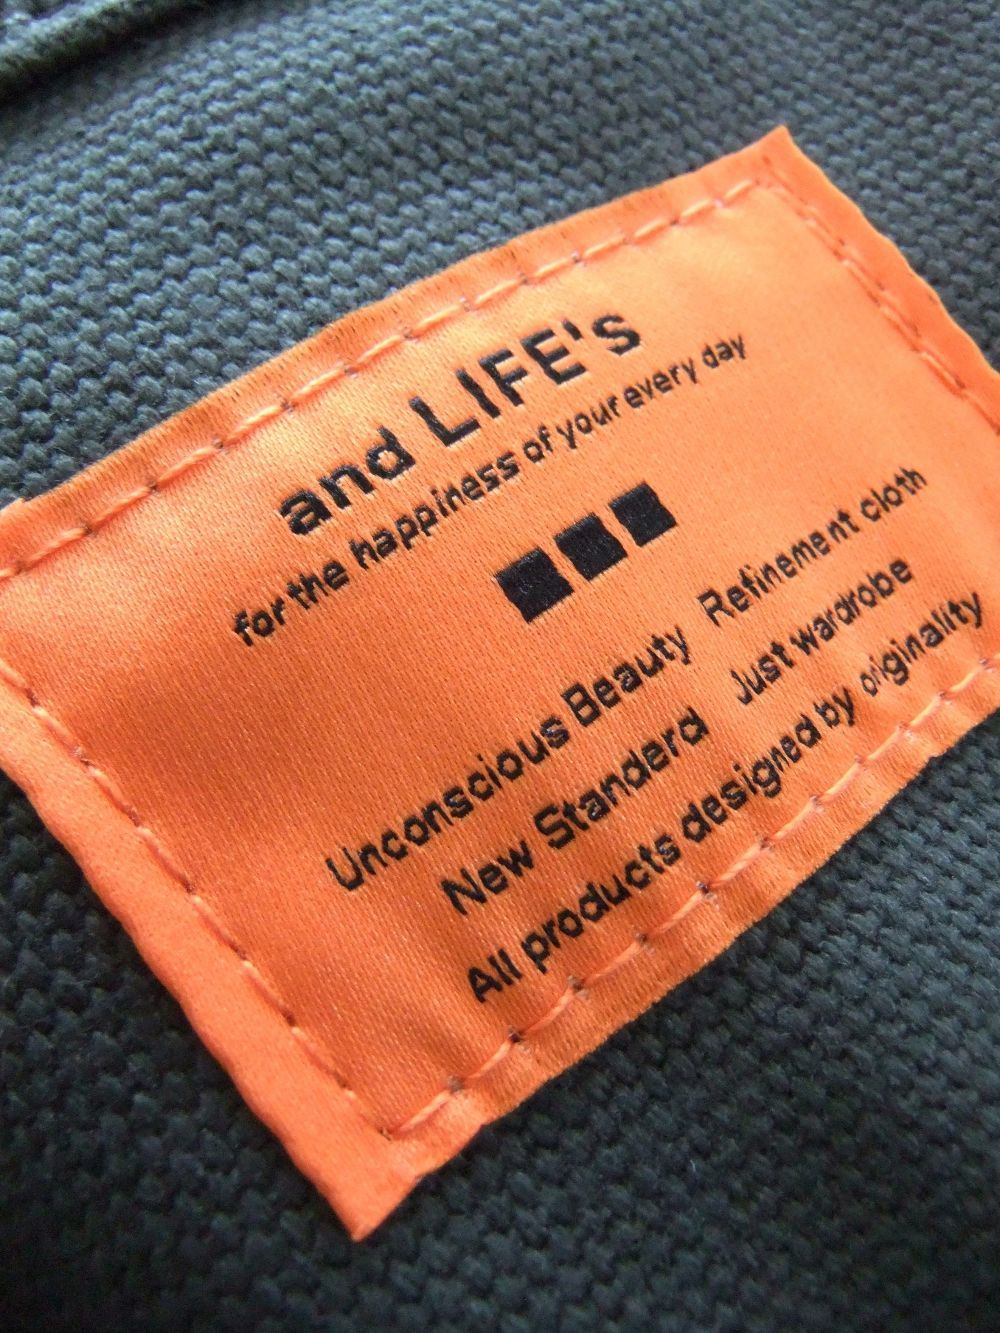 and LIFE's
for the happiness of your every day
Unconscious Beauty Refinement cloth
New Standerd Just wardrobe
All products designed by originality